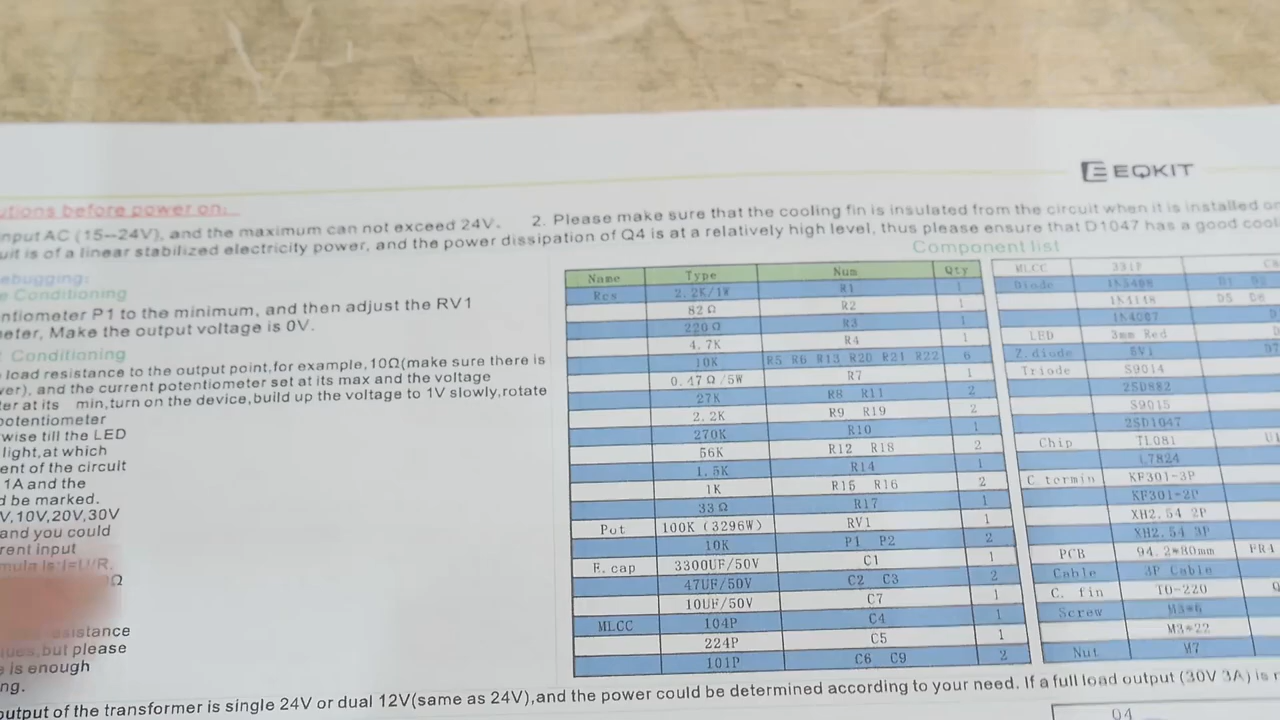 EQKIT
utions before power on:
nput AC (15--24V), and the maximum can not exceed 24V. 2. Please make sure that the cooling fin is insulated from the circuit when it is installed
uit is of a linear stabilized electricity power, and the power dissipation of Q4 is at a relatively high level, thus please ensure that D1047 has a good
ebugging:
e Conditioning
ntiometer P1 to the minimum, and then adjust the RV1
eter, Make the output voltage is 0V.
Conditioning
load resistance to the output point,for example,10Ω(make sure there is
ver), and the current potentiometer set at its max and the voltage
ter at its min,turn on the device,build up the voltage to 1V slowly,rotate
potentiometer
wise till the LED
light,at which
ent of the circuit
1A and the
d be marked.
V,10V,20V,30V
and you could
rent input
mula is:I=U/R.
Ω
esistance
ues,but please
e is enough
ng.
Component list
Name Type Num Qty
Res 2.2K/1W R1 1
82Ω R2 1
220Ω R3 1
4.7K R4 1
10K R5 R6 R13 R20 R21 R22 6
0.47Ω/5W R7 1
27K R8 R11 2
2.2K R9 R19 2
270K R10 1
56K R12 R18 2
1.5K R14 1
1K R15 R16 2
33Ω R17 1
Pot 100K (3296W) RV1 1
10K P1 P2 2
E.cap 3300UF/50V C1 1
47UF/50V C2 C3 2
10UF/50V C7 1
MLCC 104P C4 1
224P C5 1
101P C6 C9 2
MLCC 331P C8
Diode 1N5408 D1 D2
1N4148 D5 D6
1N4007
LED 3mm Red
Z.diode 5V1 D7
Triode S9014
2SD882
S9015
2SD1047
Chip TL081 U1
L7824
C termin KF301-3P
KF301-2P
XH2.54 2P
XH2.54 3P
PCB 94.2*80mm FR4
Cable 3P Cable
C. fin TO-220
Screw M3*6
M3*22
Nut M7
output of the transformer is single 24V or dual 12V(same as 24V),and the power could be determined according to your need. If a full load output (30V 3A) is
Q4